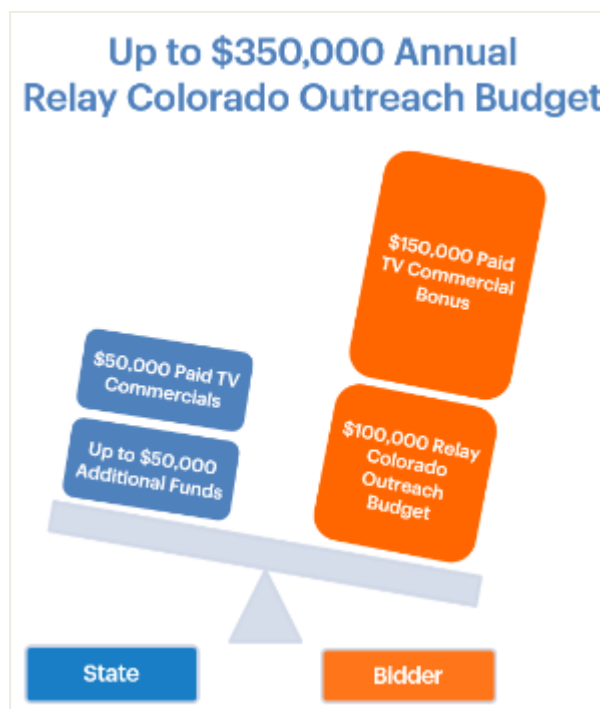 Up to $350,000 Annual
Relay Colorado Outreach Budget
$150,000 Paid
TV Commercial
Bonus
$50,000 Paid TV
Commercials
Up to $50,000
Additional Funds
$100,000 Relay
Colorado
Outreach
Budget
State
Bidder